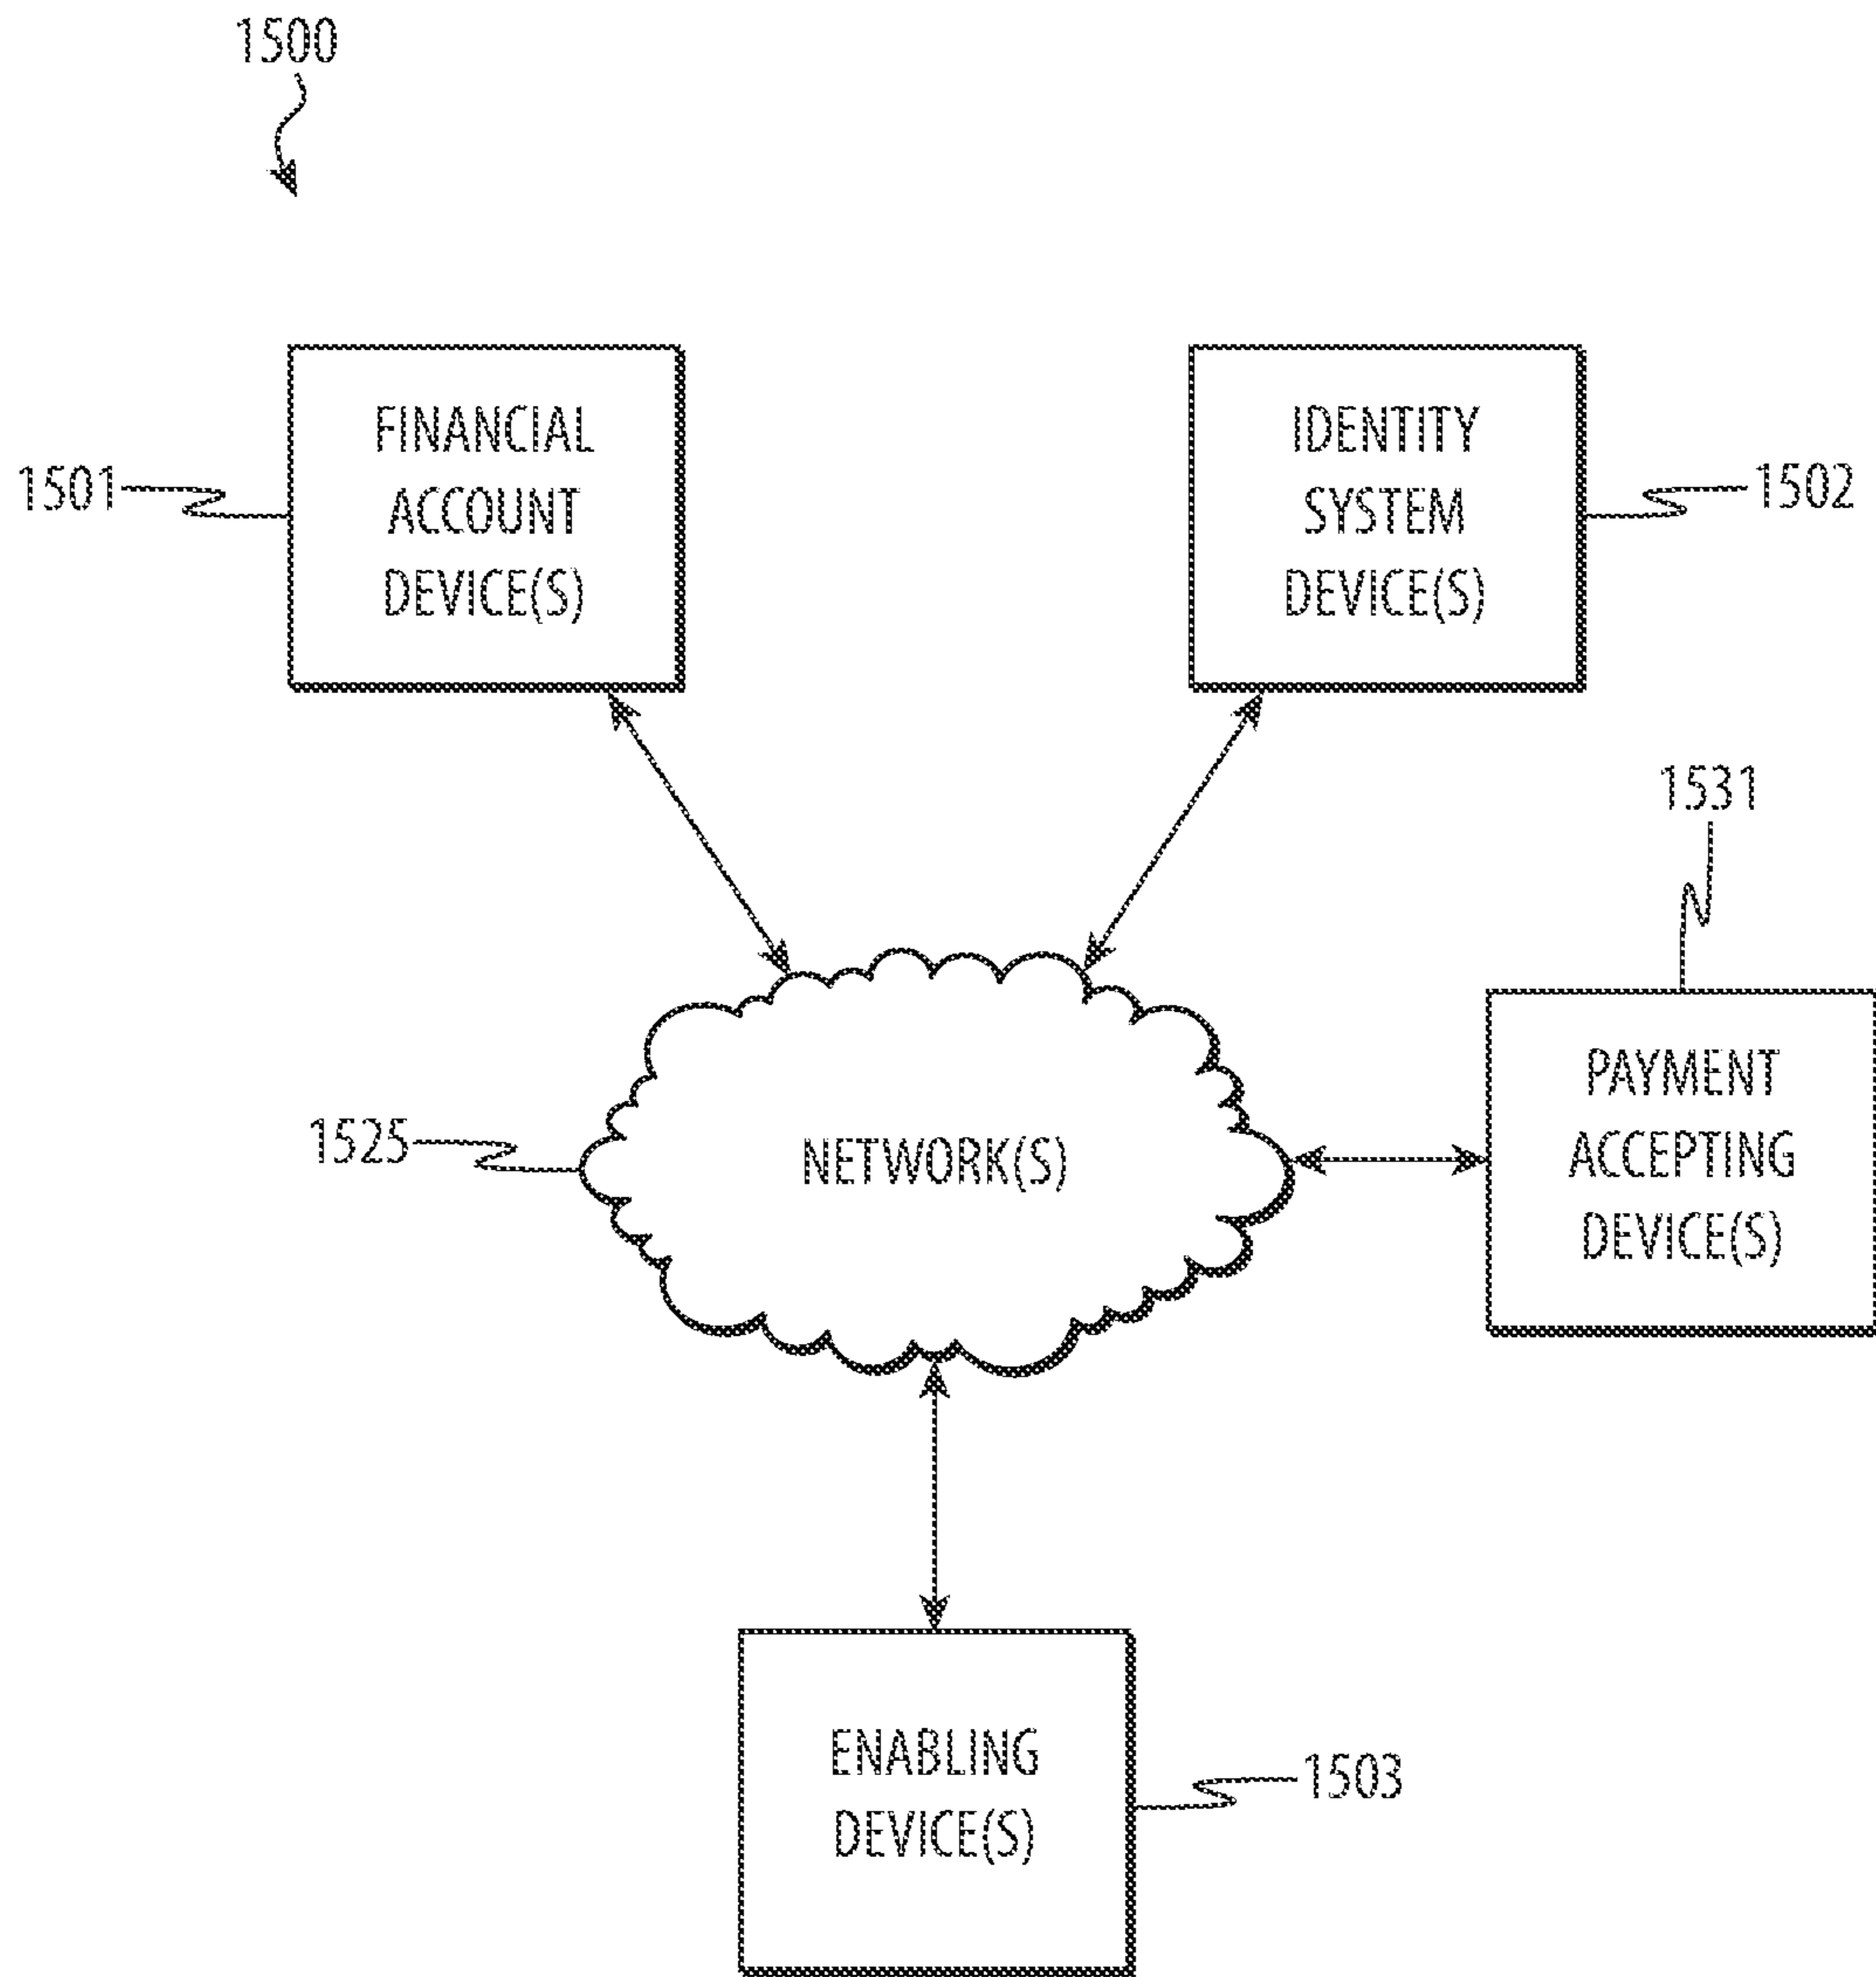 1500
FINANCIAL
ACCOUNT
DEVICE(S)
1501
IDENTITY
SYSTEM
DEVICE(S)
1502
1531
PAYMENT
ACCEPTING
DEVICE(S)
1525
NETWORK(S)
ENABLING
DEVICE(S)
1503